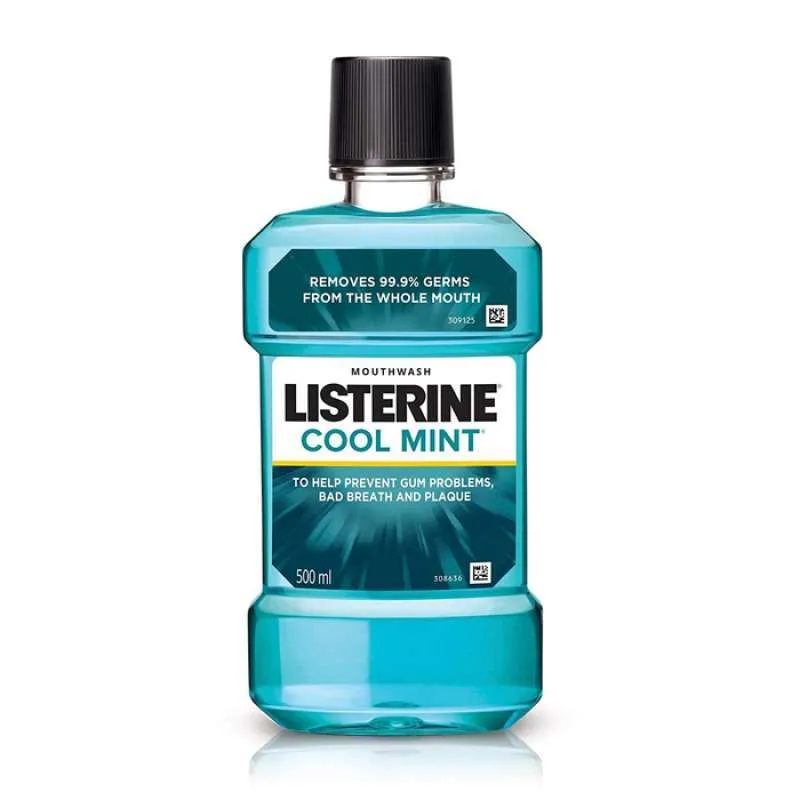 REMOVES 99.9% GERMS
FROM THE WHOLE MOUTH
309125
MOUTHWASH
LISTERINE®
COOL MINT®
TO HELP PREVENT GUM PROBLEMS,
BAD BREATH AND PLAQUE
500 ml
308636